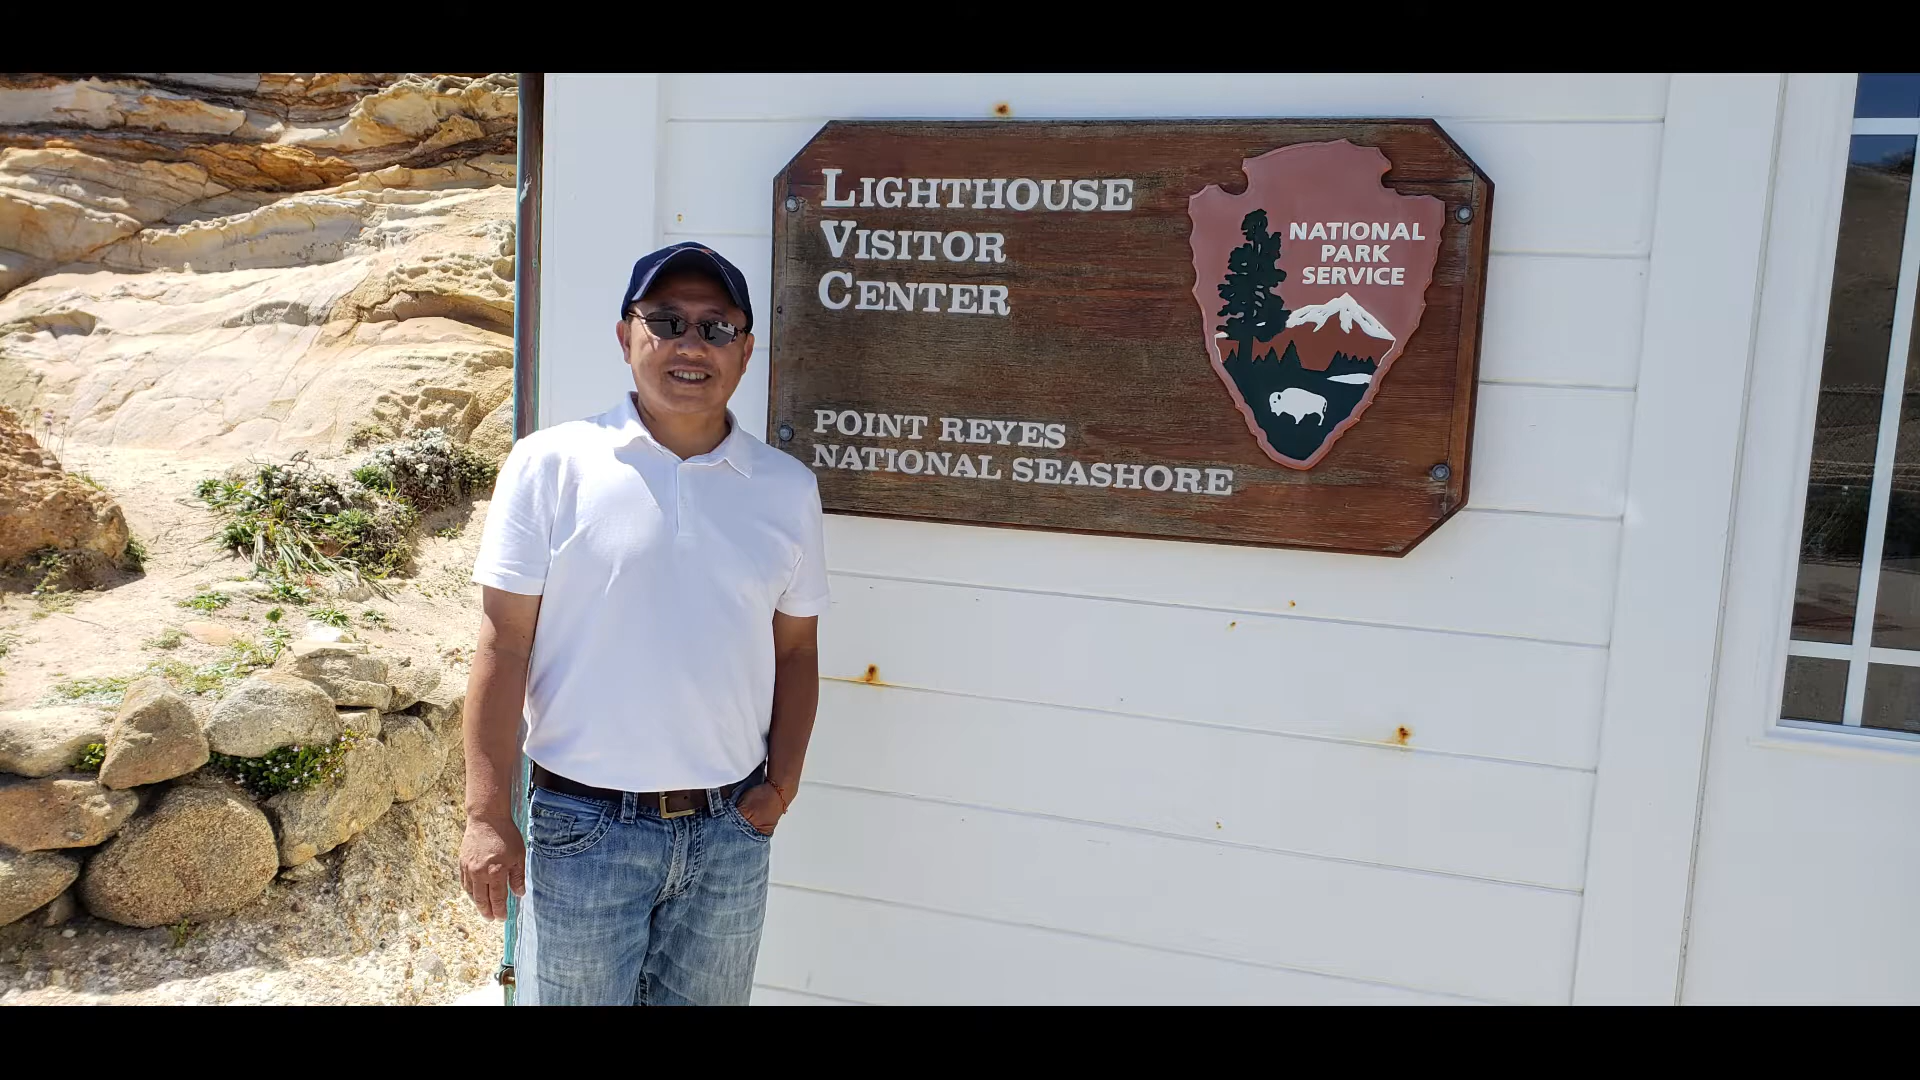 LIGHTHOUSE
VISITOR
CENTER
NATIONAL
PARK
SERVICE
POINT REYES
NATIONAL SEASHORE